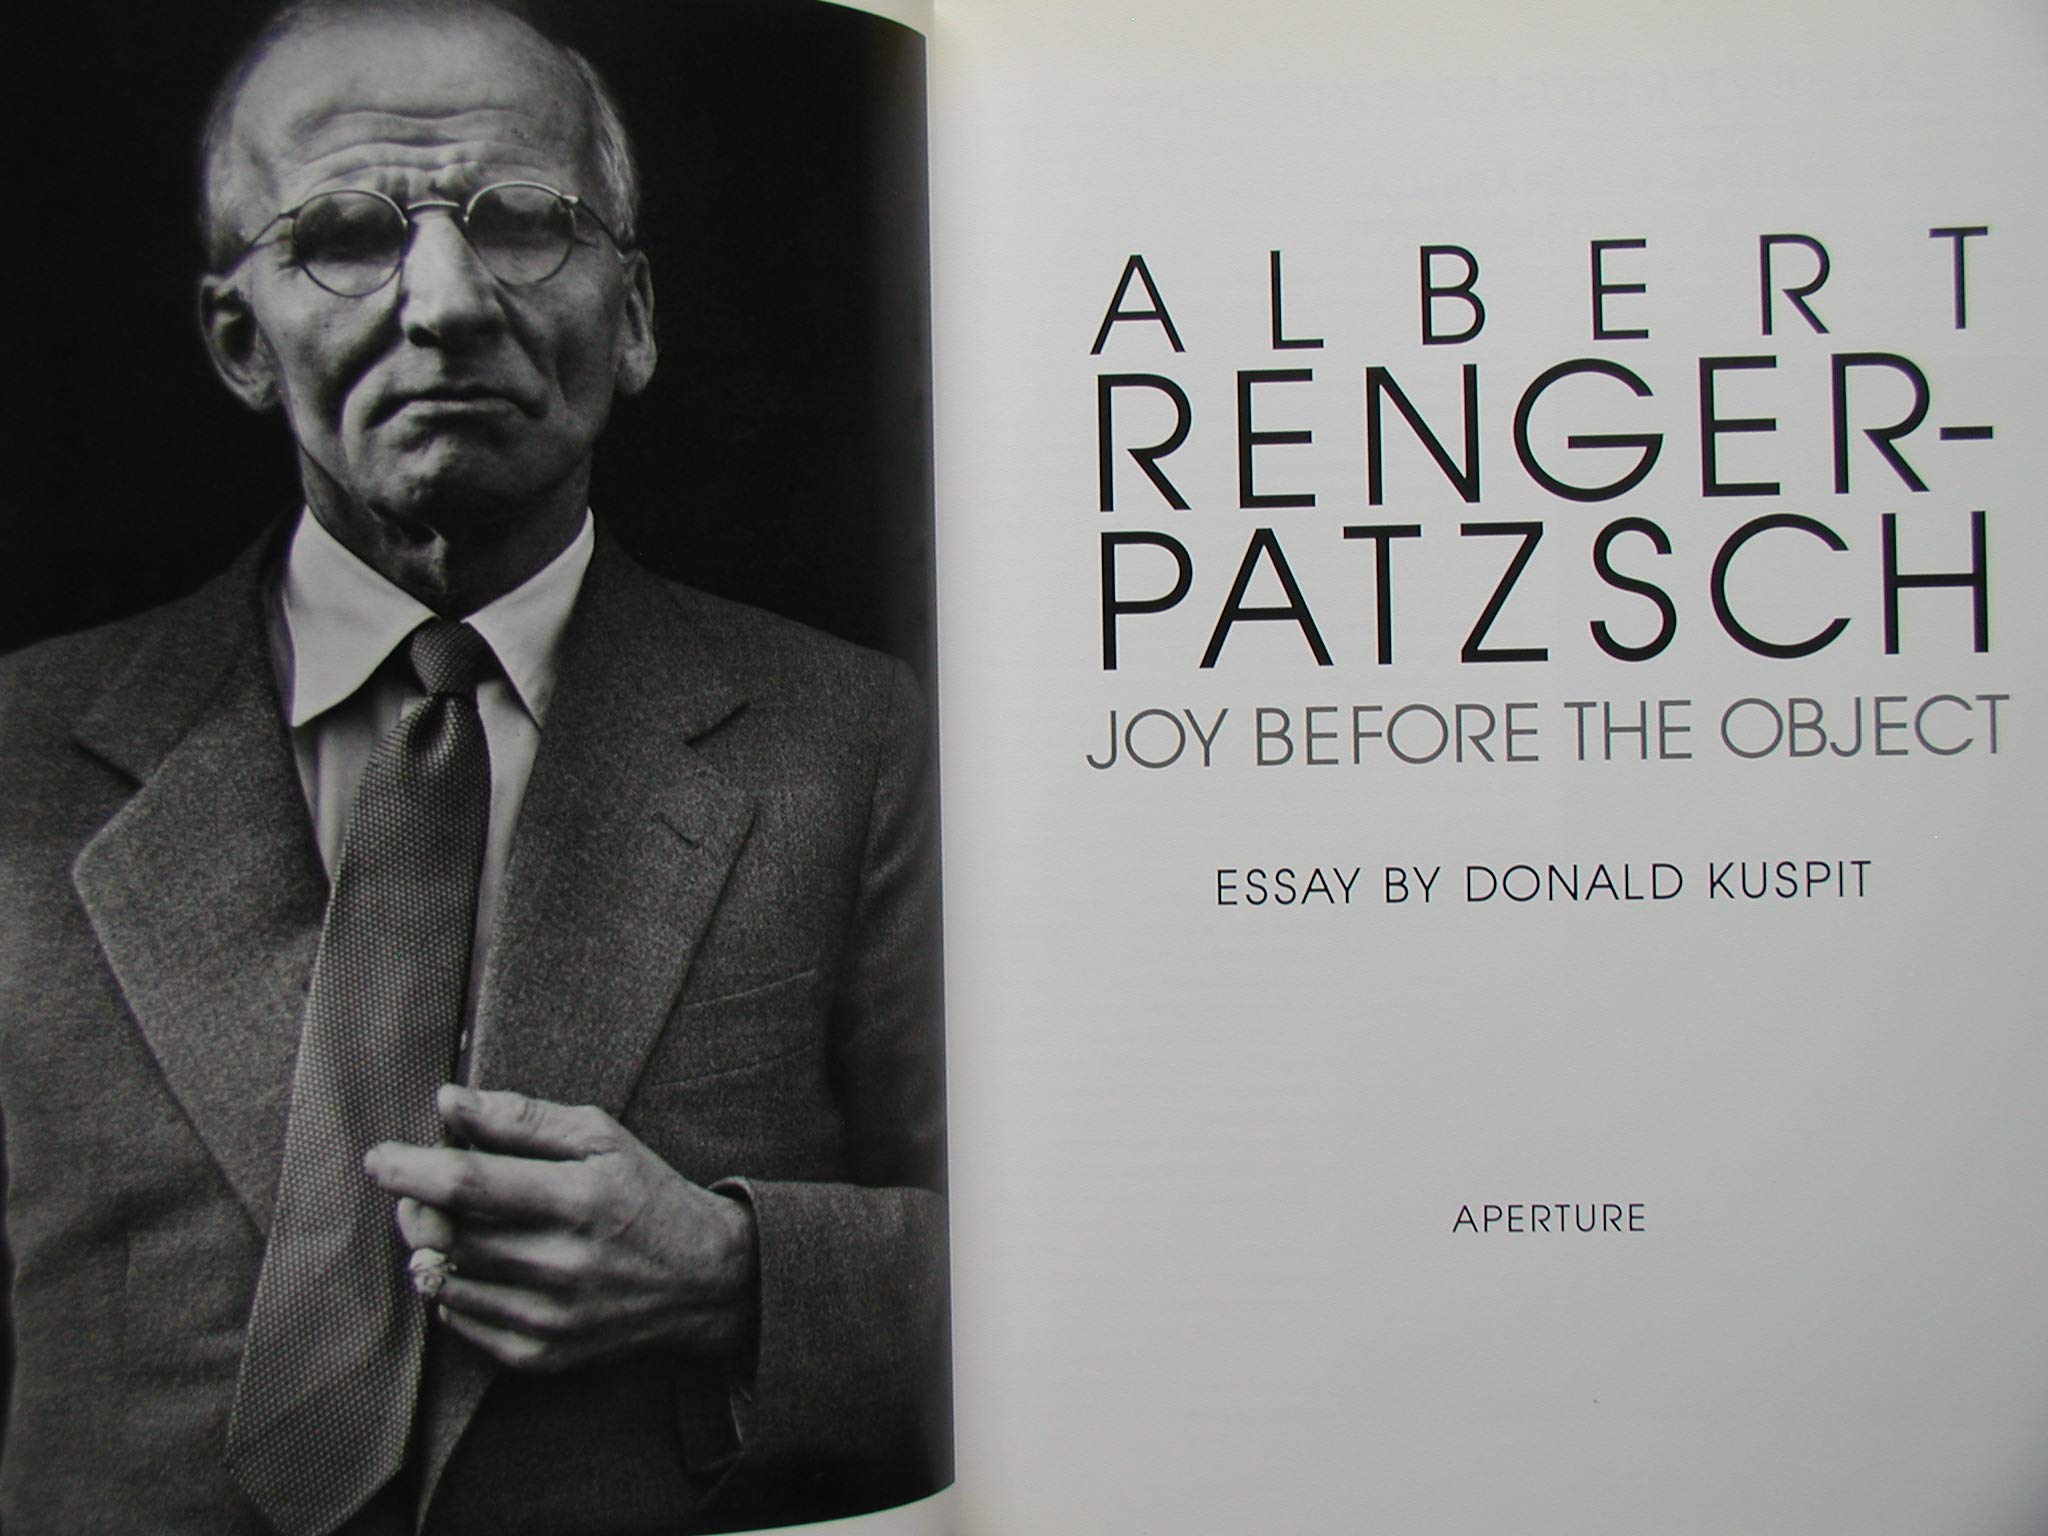 ALBERT
RENGER-
PATZSCH
JOY BEFORE THE OBJECT
ESSAY BY DONALD KUSPIT
APERTURE